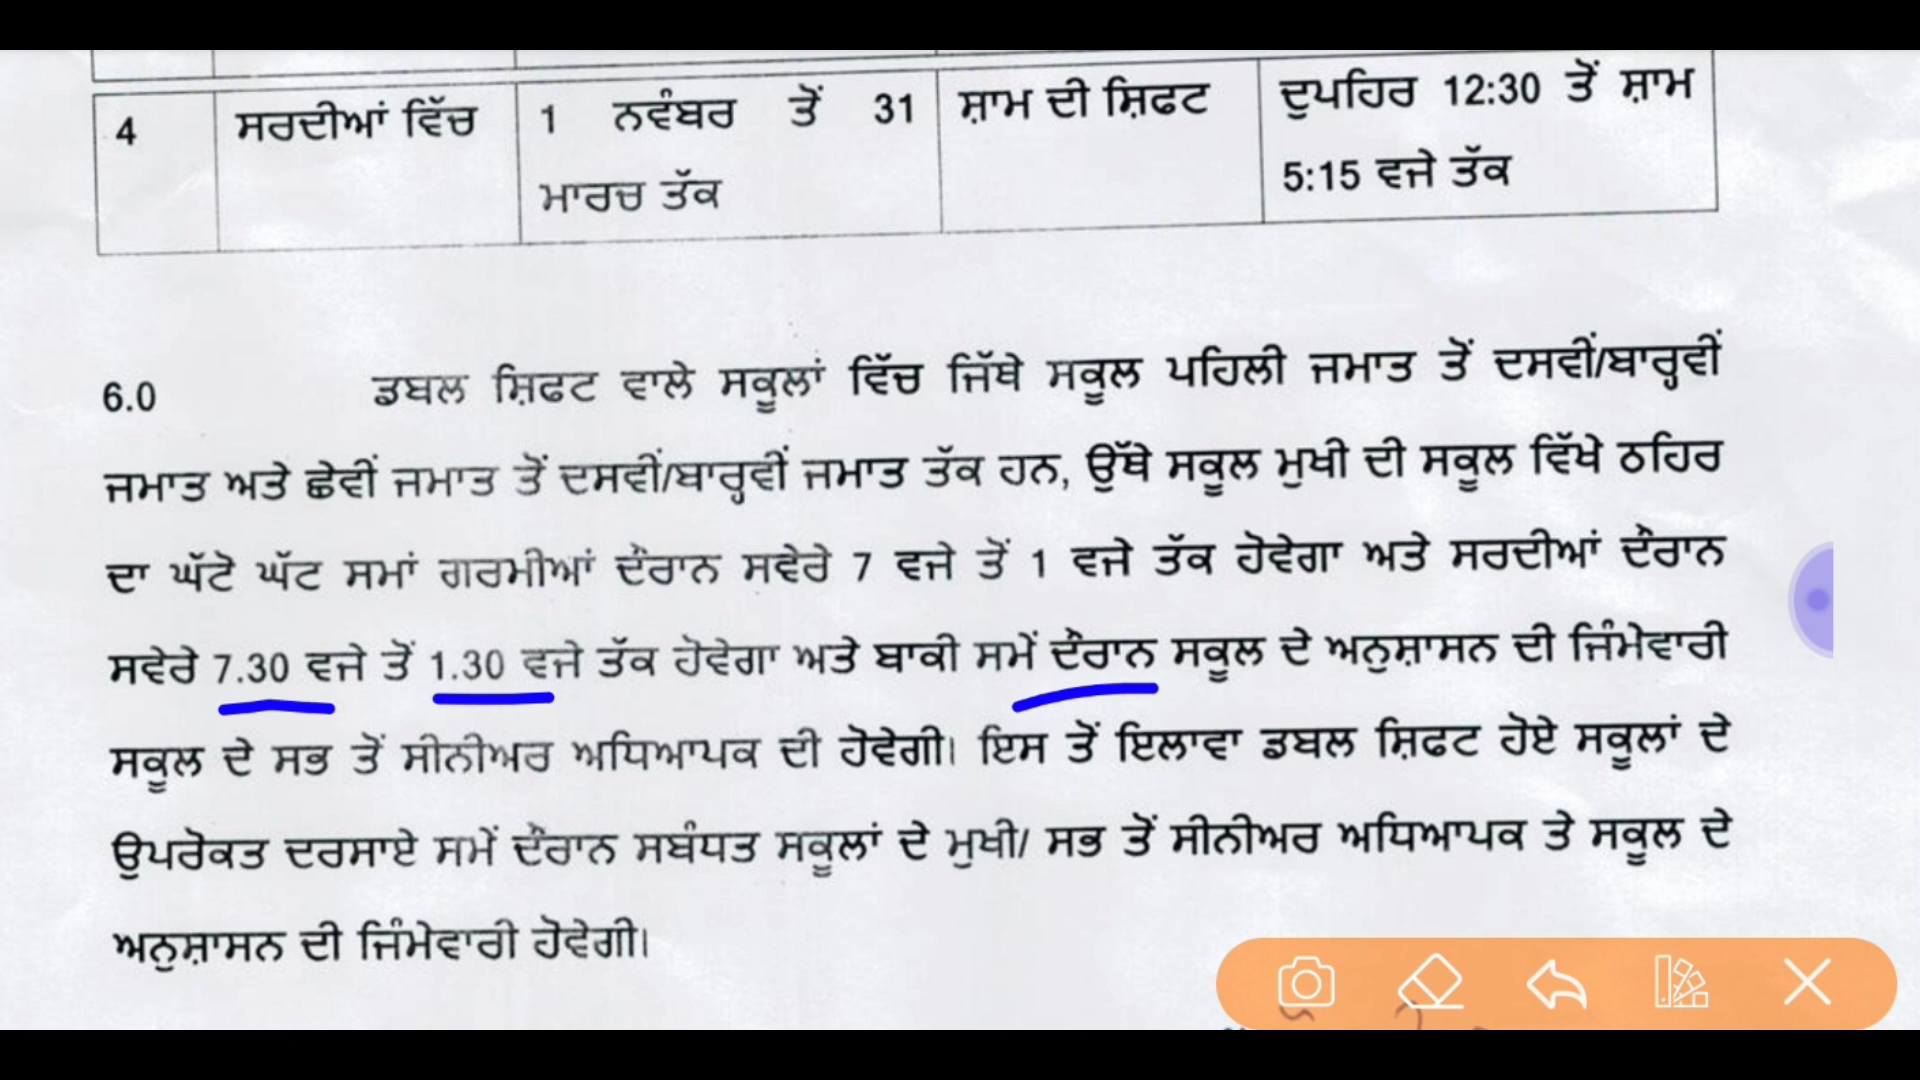 4 ਸਰਦੀਆਂ ਵਿੱਚ 1 ਨਵੰਬਰ ਤੋਂ 31 ਮਾਰਚ ਤੱਕ ਸ਼ਾਮ ਦੀ ਸ਼ਿਫਟ ਦੁਪਹਿਰ 12:30 ਤੋਂ ਸ਼ਾਮ 5:15 ਵਜੇ ਤੱਕ
6.0 ਡਬਲ ਸ਼ਿਫਟ ਵਾਲੇ ਸਕੂਲਾਂ ਵਿੱਚ ਜਿੱਥੇ ਸਕੂਲ ਪਹਿਲੀ ਜਮਾਤ ਤੋਂ ਦਸਵੀਂ/ਬਾਰ੍ਹਵੀਂ
ਜਮਾਤ ਅਤੇ ਛੇਵੀਂ ਜਮਾਤ ਤੋਂ ਦਸਵੀਂ/ਬਾਰ੍ਹਵੀਂ ਜਮਾਤ ਤੱਕ ਹਨ, ਉੱਥੇ ਸਕੂਲ ਮੁਖੀ ਦੀ ਸਕੂਲ ਵਿੱਖੇ ਠਹਿਰ
ਦਾ ਘੱਟੋ ਘੱਟ ਸਮਾਂ ਗਰਮੀਆਂ ਦੌਰਾਨ ਸਵੇਰੇ 7 ਵਜੇ ਤੋਂ 1 ਵਜੇ ਤੱਕ ਹੋਵੇਗਾ ਅਤੇ ਸਰਦੀਆਂ ਦੌਰਾਨ
ਸਵੇਰੇ 7.30 ਵਜੇ ਤੋਂ 1.30 ਵਜੇ ਤੱਕ ਹੋਵੇਗਾ ਅਤੇ ਬਾਕੀ ਸਮੇਂ ਦੌਰਾਨ ਸਕੂਲ ਦੇ ਅਨੁਸ਼ਾਸਨ ਦੀ ਜਿੰਮੇਵਾਰੀ
ਸਕੂਲ ਦੇ ਸਭ ਤੋਂ ਸੀਨੀਅਰ ਅਧਿਆਪਕ ਦੀ ਹੋਵੇਗੀ। ਇਸ ਤੋਂ ਇਲਾਵਾ ਡਬਲ ਸ਼ਿਫਟ ਹੋਏ ਸਕੂਲਾਂ ਦੇ
ਉਪਰੋਕਤ ਦਰਸਾਏ ਸਮੇਂ ਦੌਰਾਨ ਸਬੰਧਤ ਸਕੂਲਾਂ ਦੇ ਮੁਖੀ/ ਸਭ ਤੋਂ ਸੀਨੀਅਰ ਅਧਿਆਪਕ ਤੇ ਸਕੂਲ ਦੇ
ਅਨੁਸ਼ਾਸਨ ਦੀ ਜਿੰਮੇਵਾਰੀ ਹੋਵੇਗੀ।